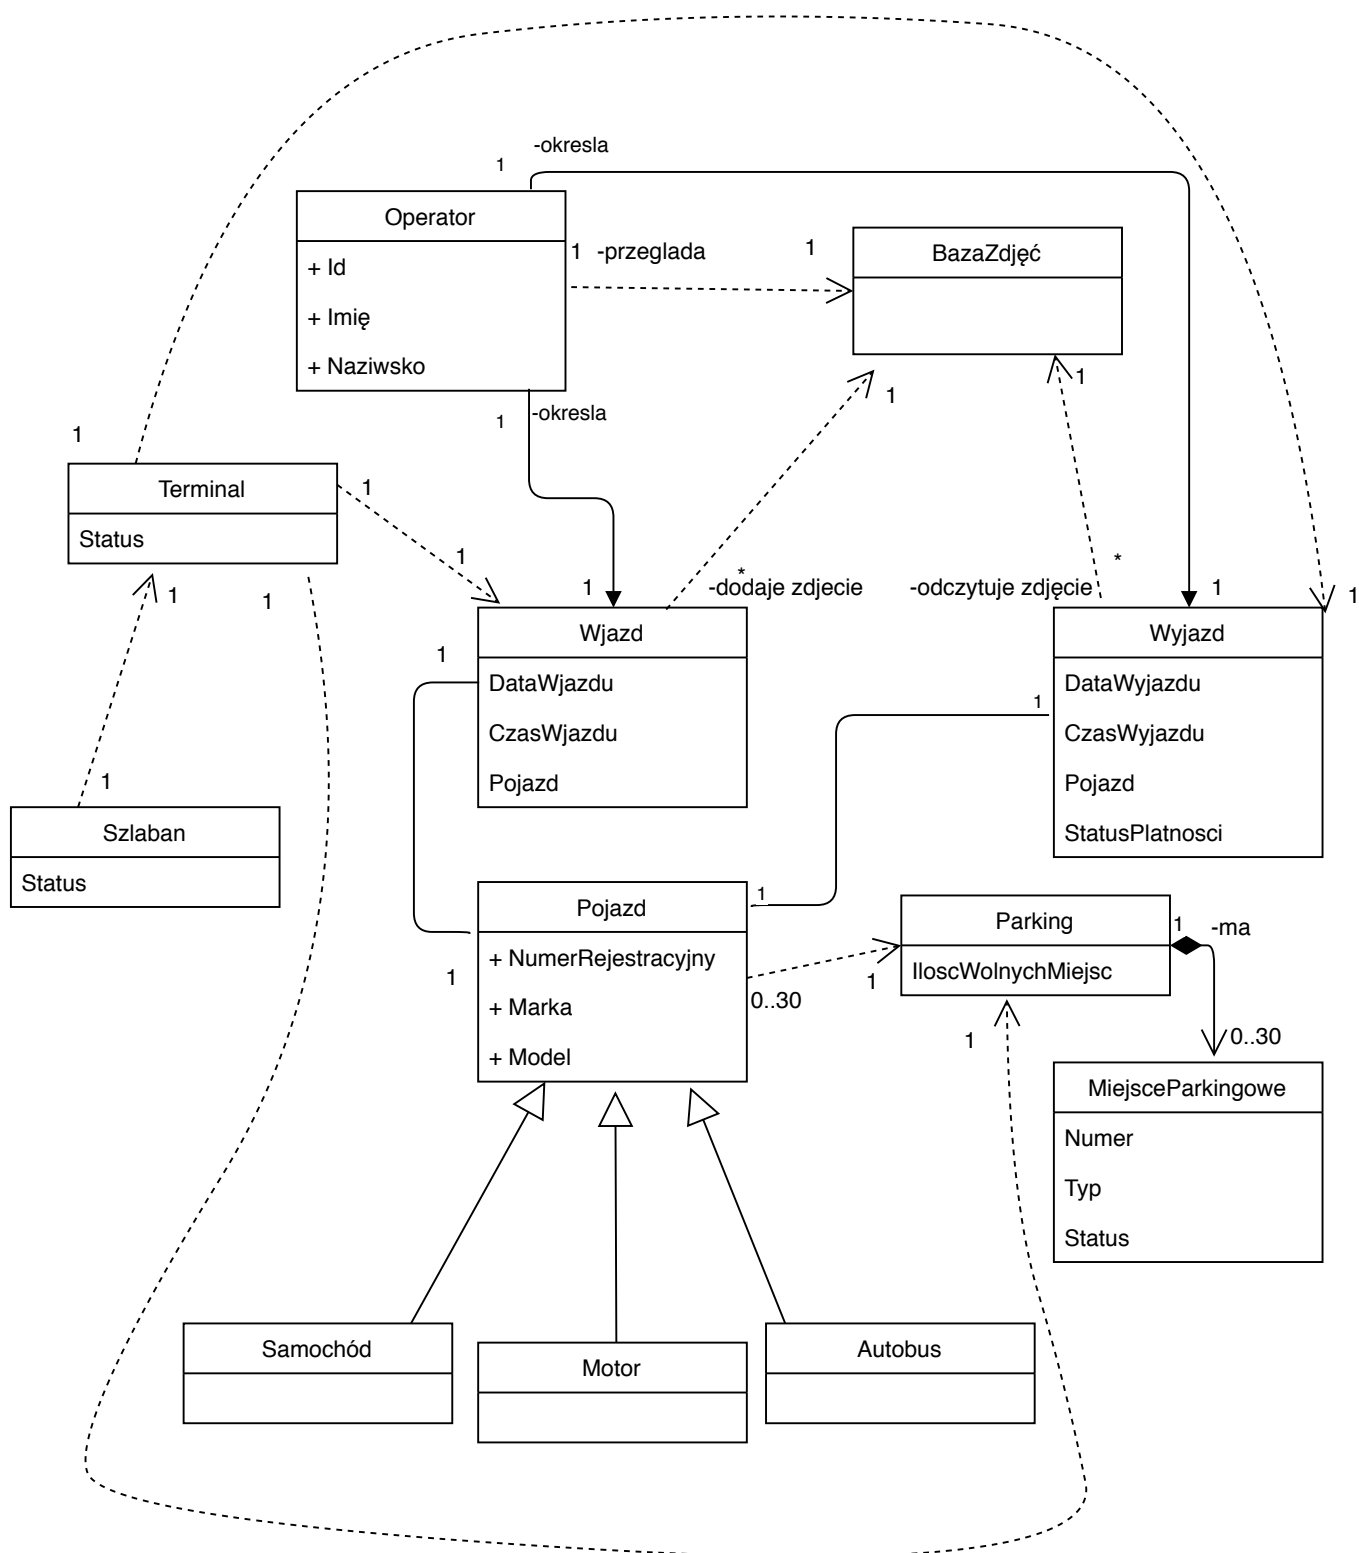 -okresla
1
Operator
+ Id
+ Imię
+ Naziwsko
1 -przeglada
1
BazaZdjęć
1
-okresla
1
1
1
Terminal
Status
1
1
1
1
1
-dodaje zdjecie
*
-odczytuje zdjęcie
*
1
1
1
Wjazd
DataWjazdu
CzasWjazdu
Pojazd
1
Wyjazd
DataWyjazdu
CzasWyjazdu
Pojazd
StatusPlatnosci
1
1
Szlaban
Status
Pojazd
+ NumerRejestracyjny
+ Marka
+ Model
1
1
0..30
1
Parking
IloscWolnychMiejsc
1 -ma
1
0..30
MiejsceParkingowe
Numer
Typ
Status
Samochód
Motor
Autobus